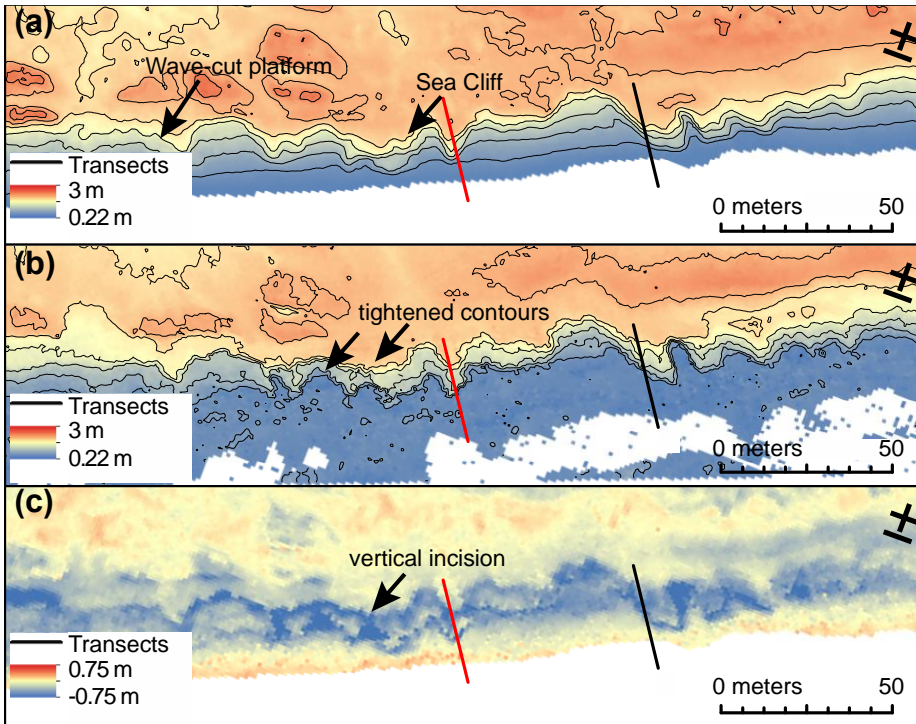 (a)
Wave-cut platform
Sea Cliff
Transects
3 m
0.22 m
0 meters 50
(b)
tightened contours
Transects
3 m
0.22 m
0 meters 50
(c)
vertical incision
Transects
0.75 m
-0.75 m
0 meters 50